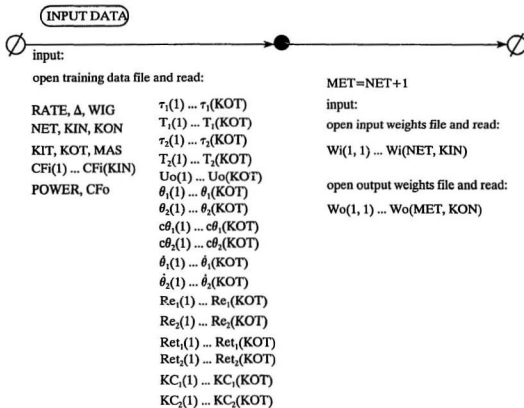 INPUT DATA
input:
open training data file and read:
RATE, Δ, WIG
NET, KIN, KON
KIT, KOT, MAS
CFi(1) ... CFi(KIN)
POWER, CFo
τ₁(1) ... τ₁(KOT)
T₁(1) ... T₁(KOT)
τ₂(1) ... τ₂(KOT)
T₂(1) ... T₂(KOT)
Uo(1) ... Uo(KOT)
θ₁(1) ... θ₁(KOT)
θ₂(1) ... θ₂(KOT)
cθ₁(1) ... cθ₁(KOT)
cθ₂(1) ... cθ₂(KOT)
θ̇₁(1) ... θ̇₁(KOT)
θ̇₂(1) ... θ̇₂(KOT)
Re₁(1) ... Re₁(KOT)
Re₂(1) ... Re₂(KOT)
Ret₁(1) ... Ret₁(KOT)
Ret₂(1) ... Ret₂(KOT)
KC₁(1) ... KC₁(KOT)
KC₂(1) ... KC₂(KOT)
MET=NET+1
input:
open input weights file and read:
Wi(1, 1) ... Wi(NET, KIN)
open output weights file and read:
Wo(1, 1) ... Wo(MET, KON)